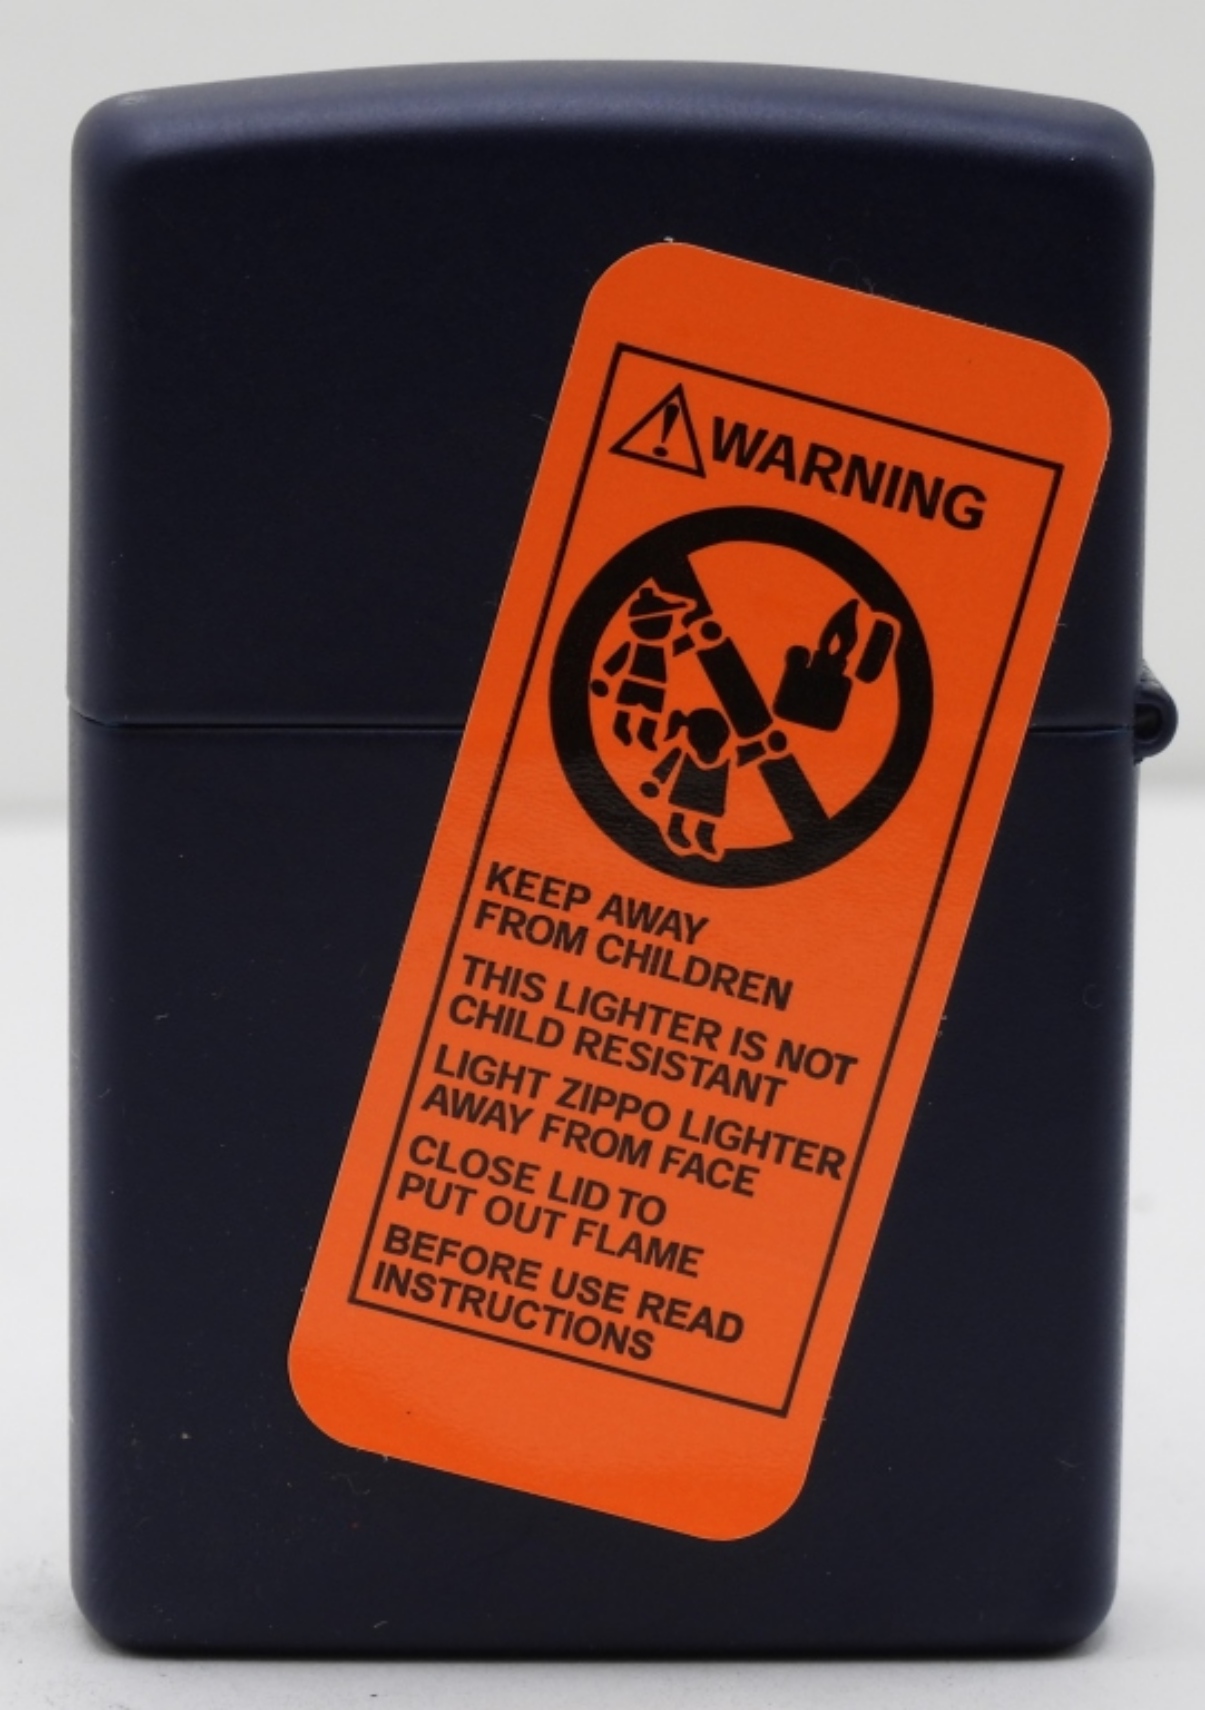 WARNING
KEEP AWAY
FROM CHILDREN
THIS LIGHTER IS NOT
CHILD RESISTANT
LIGHT ZIPPO LIGHTER
AWAY FROM FACE
CLOSE LID TO
PUT OUT FLAME
BEFORE USE READ
INSTRUCTIONS